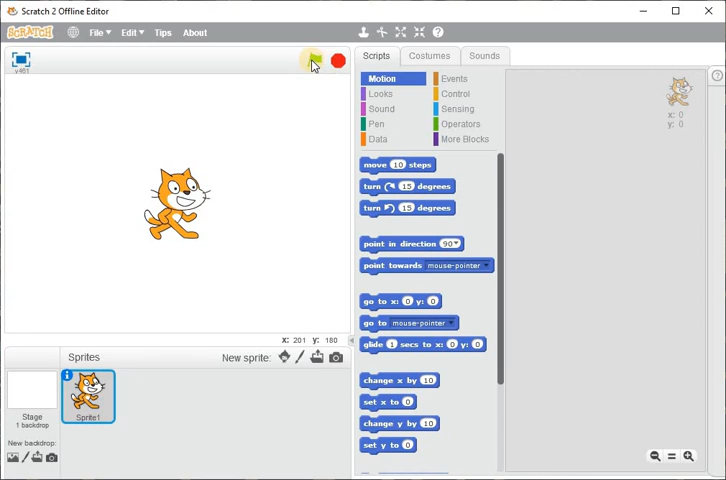 Scratch 2 Offline Editor
SCRATCH File Edit Tips About
v461
Scripts Costumes Sounds
Motion Events
Looks Control
Sound Sensing
Pen Operators
Data More Blocks
x: 0
y: 0
move 10 steps
turn 15 degrees
turn 15 degrees
point in direction 90
point towards mouse-pointer
go to x: 0 y: 0
go to mouse-pointer
glide 1 secs to x: 0 y: 0
change x by 10
set x to 0
change y by 10
set y to 0
x: 201 y: 180
Sprites New sprite:
Stage
1 backdrop
New backdrop:
Sprite1